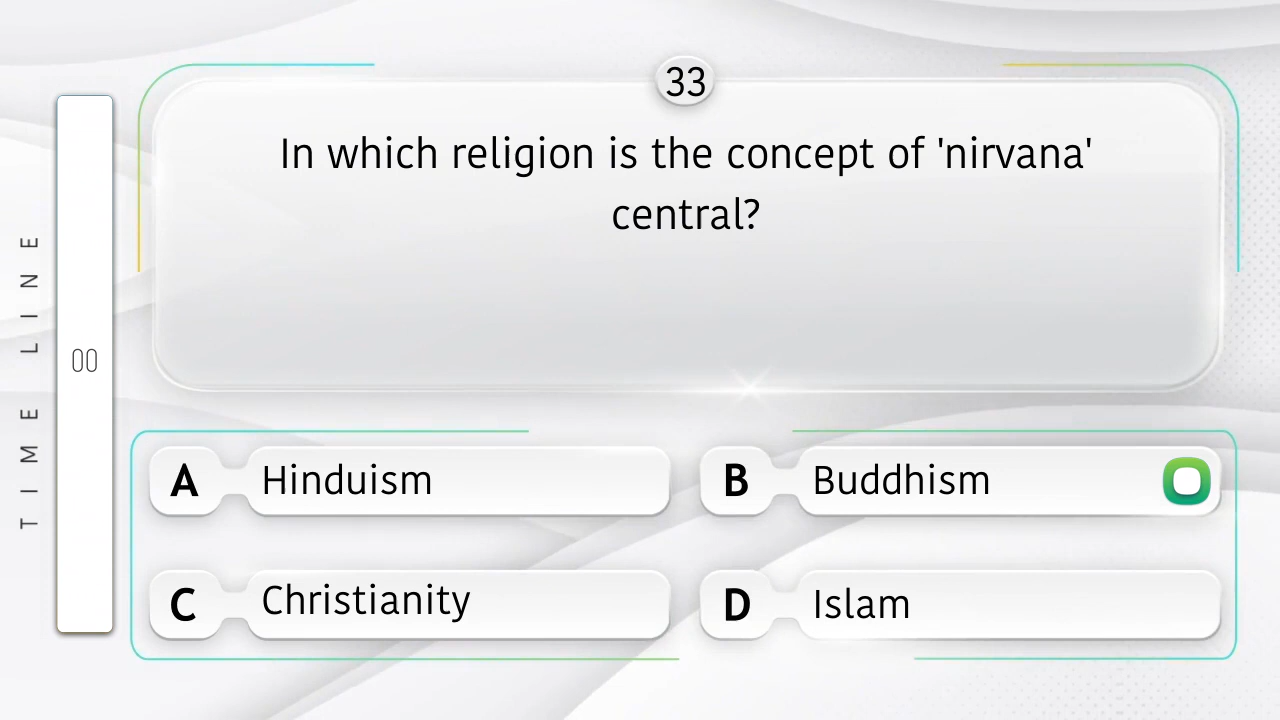 33
In which religion is the concept of 'nirvana'
central?
TIME LINE
00
A Hinduism
B Buddhism
C Christianity
D Islam